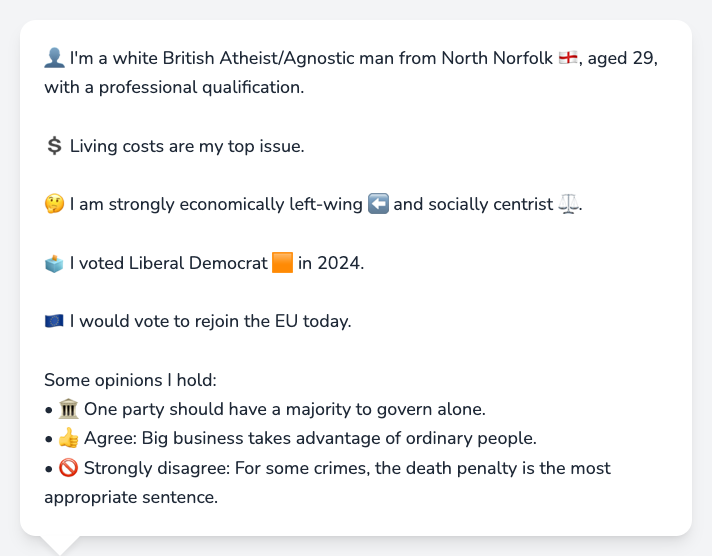 👤 I'm a white British Atheist/Agnostic man from North Norfolk 🏴󠁧󠁢󠁥󠁮󠁧󠁿, aged 29,
with a professional qualification.
💲 Living costs are my top issue.
🤔 I am strongly economically left-wing ⬅️ and socially centrist ⚖️.
🗳️ I voted Liberal Democrat 🟧 in 2024.
🇪🇺 I would vote to rejoin the EU today.
Some opinions I hold:
• 🏛️ One party should have a majority to govern alone.
• 👍 Agree: Big business takes advantage of ordinary people.
• 🚫 Strongly disagree: For some crimes, the death penalty is the most
appropriate sentence.